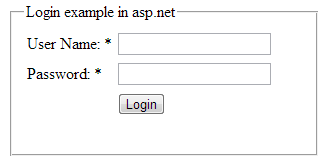 Login example in asp.net
User Name: *
Password: *
Login